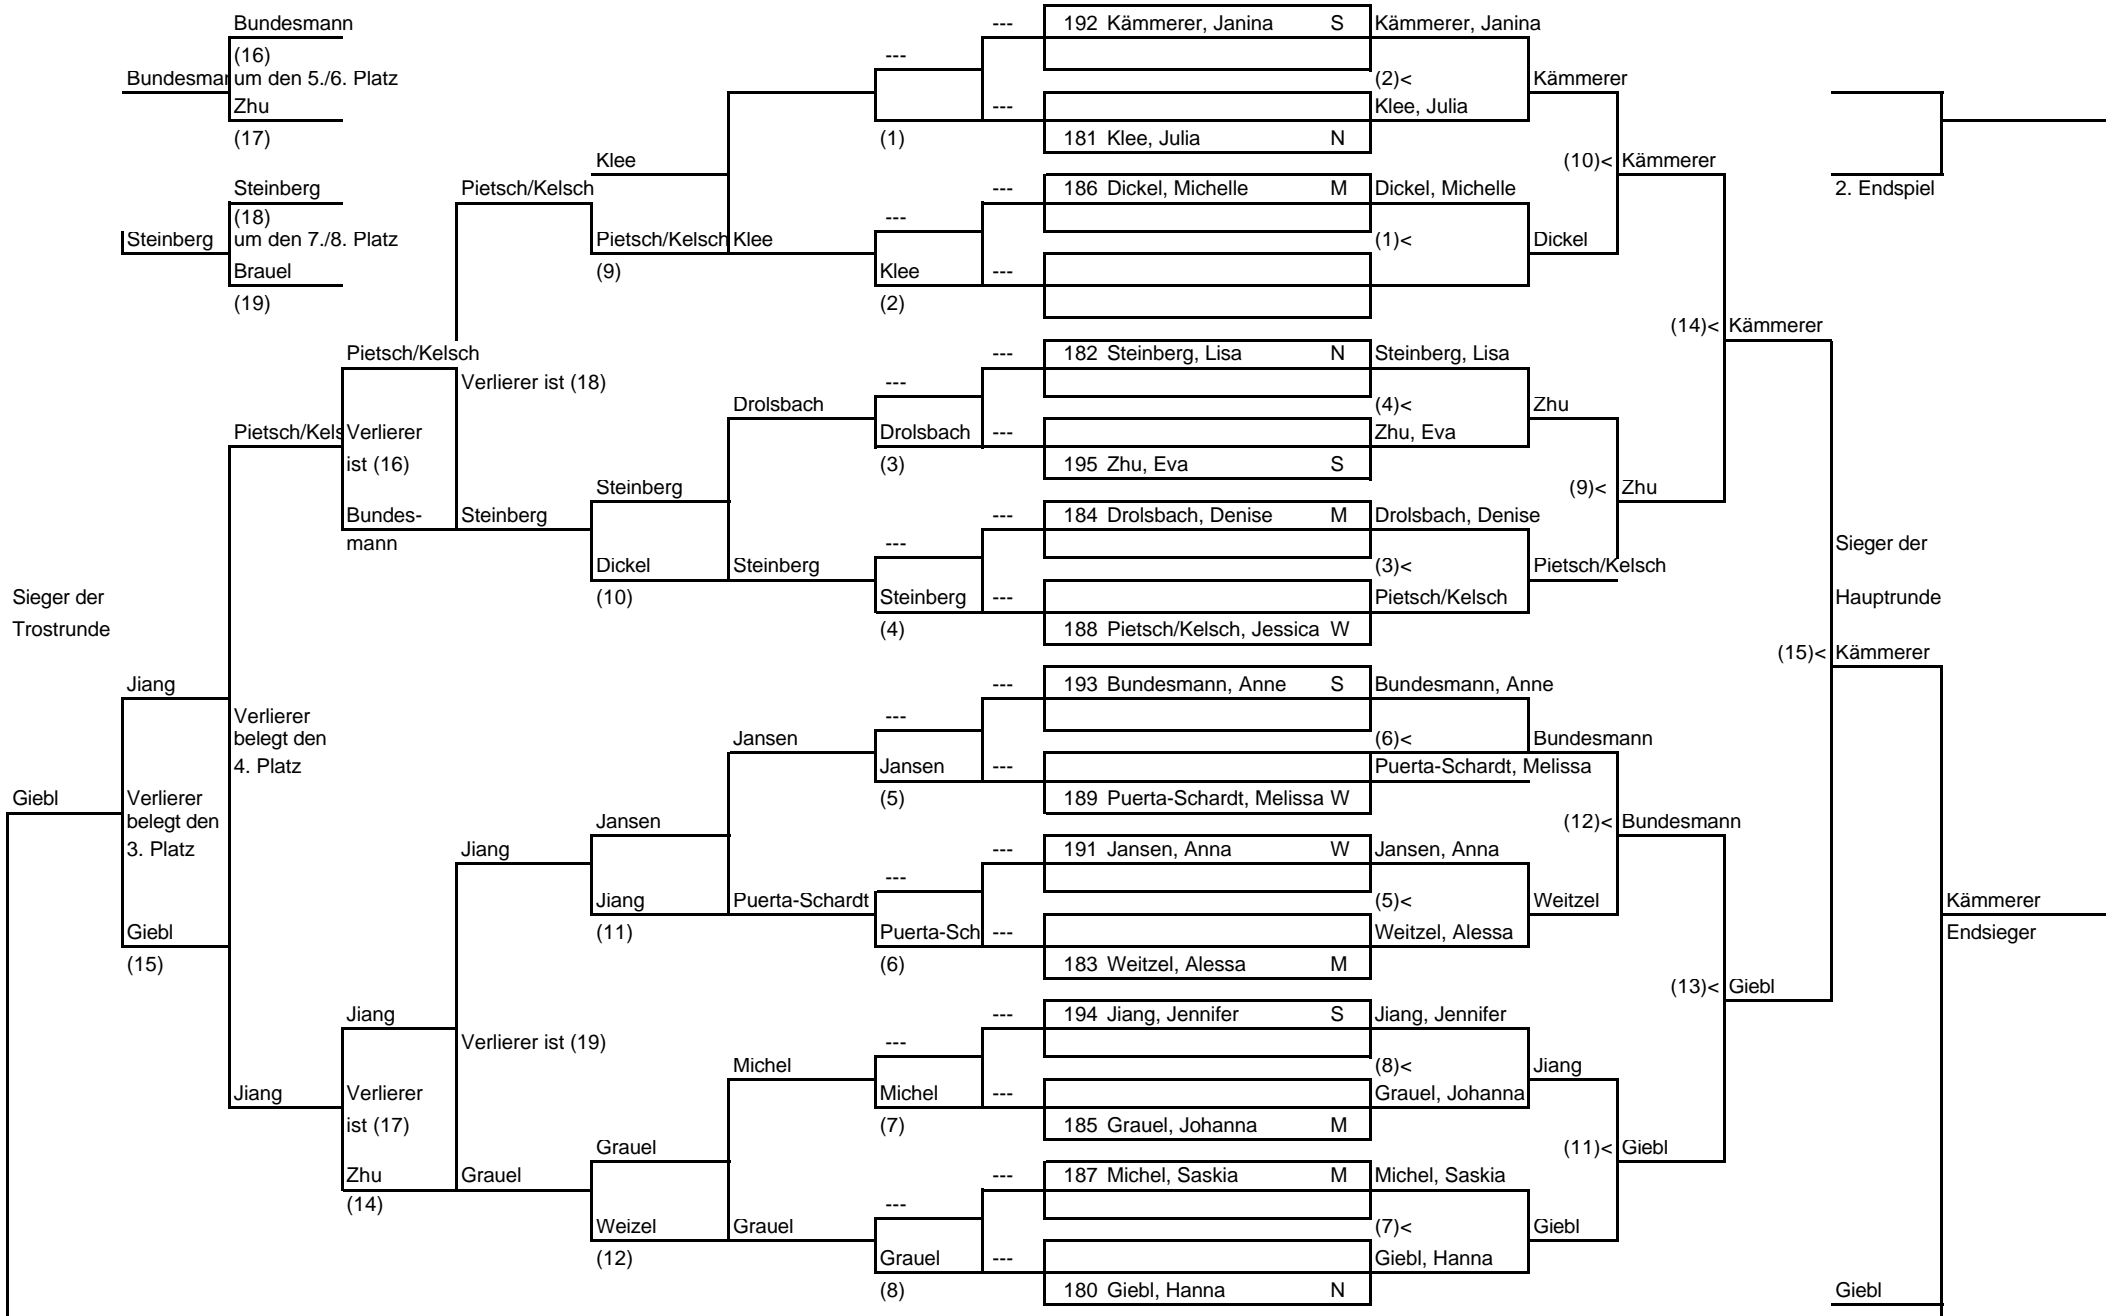 Bundesmann
(16)
Bundesmar um den 5./6. Platz
Zhu
(17)
Steinberg
(18)
Steinberg um den 7./8. Platz
Brauel
(19)
Sieger der
Trostrunde
Giebl
Jiang
Verlierer
belegt den
3. Platz
Giebl
(15)
Pietsch/Kels
Verlierer
belegt den
4. Platz
Jiang
Pietsch/Kelsch
Verlierer
ist (16)
Bundes-
mann
Jiang
Verlierer
ist (17)
Zhu
(14)
Pietsch/Kelsch
Verlierer ist (18)
Steinberg
Jiang
Verlierer ist (19)
Grauel
Klee
Pietsch/Kelsch
(9)
Steinberg
Dickel
(10)
Jansen
Jiang
(11)
Grauel
Weizel
(12)
Klee
Drolsbach
Steinberg
Jansen
Puerta-Schardt
Michel
Grauel
---
(1)
---
Klee
(2)
---
Drolsbach
(3)
---
Steinberg
(4)
---
Jansen
(5)
---
Puerta-Sch
(6)
---
Michel
(7)
---
Grauel
(8)
--- 192 Kämmerer, Janina S
---
181 Klee, Julia N
--- 186 Dickel, Michelle M
---
--- 182 Steinberg, Lisa N
---
195 Zhu, Eva S
--- 184 Drolsbach, Denise M
---
188 Pietsch/Kelsch, Jessica W
--- 193 Bundesmann, Anne S
---
189 Puerta-Schardt, Melissa W
--- 191 Jansen, Anna W
---
183 Weitzel, Alessa M
--- 194 Jiang, Jennifer S
---
185 Grauel, Johanna M
--- 187 Michel, Saskia M
---
180 Giebl, Hanna N
Kämmerer, Janina
(2)<
Klee, Julia
Dickel, Michelle
(1)<
Steinberg, Lisa
(4)<
Zhu, Eva
Drolsbach, Denise
(3)<
Pietsch/Kelsch
Bundesmann, Anne
(6)<
Puerta-Schardt, Melissa
Jansen, Anna
(5)<
Weitzel, Alessa
Jiang, Jennifer
(8)<
Grauel, Johanna
Michel, Saskia
(7)<
Giebl, Hanna
Kämmerer
Dickel
Zhu
Pietsch/Kelsch
Bundesmann
Weitzel
Jiang
Giebl
(10)< Kämmerer
(9)< Zhu
(12)< Bundesmann
(11)< Giebl
(14)< Kämmerer
(13)< Giebl
2. Endspiel
Sieger der
Hauptrunde
(15)< Kämmerer
Giebl
Kämmerer
Endsieger